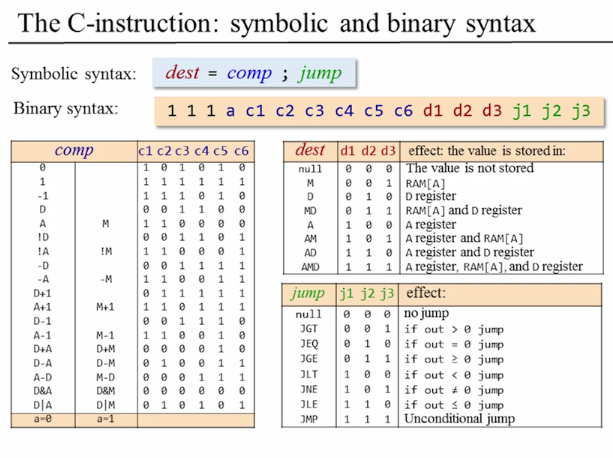 The C-instruction: symbolic and binary syntax
Symbolic syntax: dest = comp ; jump
Binary syntax: 1 1 1 a c1 c2 c3 c4 c5 c6 d1 d2 d3 j1 j2 j3
comp c1 c2 c3 c4 c5 c6
0 1 0 1 0 1 0
1 1 1 1 1 1 1
-1 1 1 1 0 1 0
D 0 0 1 1 0 0
A M 1 1 0 0 0 0
!D 0 0 1 1 0 1
!A !M 1 1 0 0 0 1
-D 0 0 1 1 1 1
-A -M 1 1 0 0 1 1
D+1 0 1 1 1 1 1
A+1 M+1 1 1 0 1 1 1
D-1 0 0 1 1 1 0
A-1 M-1 1 1 0 0 1 0
D+A D+M 0 0 0 0 1 0
D-A D-M 0 1 0 0 1 1
A-D M-D 0 0 0 1 1 1
D&A D&M 0 0 0 0 0 0
D|A D|M 0 1 0 1 0 1
a=0 a=1
dest d1 d2 d3 effect: the value is stored in:
null 0 0 0 The value is not stored
M 0 0 1 RAM[A]
D 0 1 0 D register
MD 0 1 1 RAM[A] and D register
A 1 0 0 A register
AM 1 0 1 A register and RAM[A]
AD 1 1 0 A register and D register
AMD 1 1 1 A register, RAM[A], and D register
jump j1 j2 j3 effect:
null 0 0 0 no jump
JGT 0 0 1 if out > 0 jump
JEQ 0 1 0 if out = 0 jump
JGE 0 1 1 if out ≥ 0 jump
JLT 1 0 0 if out < 0 jump
JNE 1 0 1 if out ≠ 0 jump
JLE 1 1 0 if out ≤ 0 jump
JMP 1 1 1 Unconditional jump